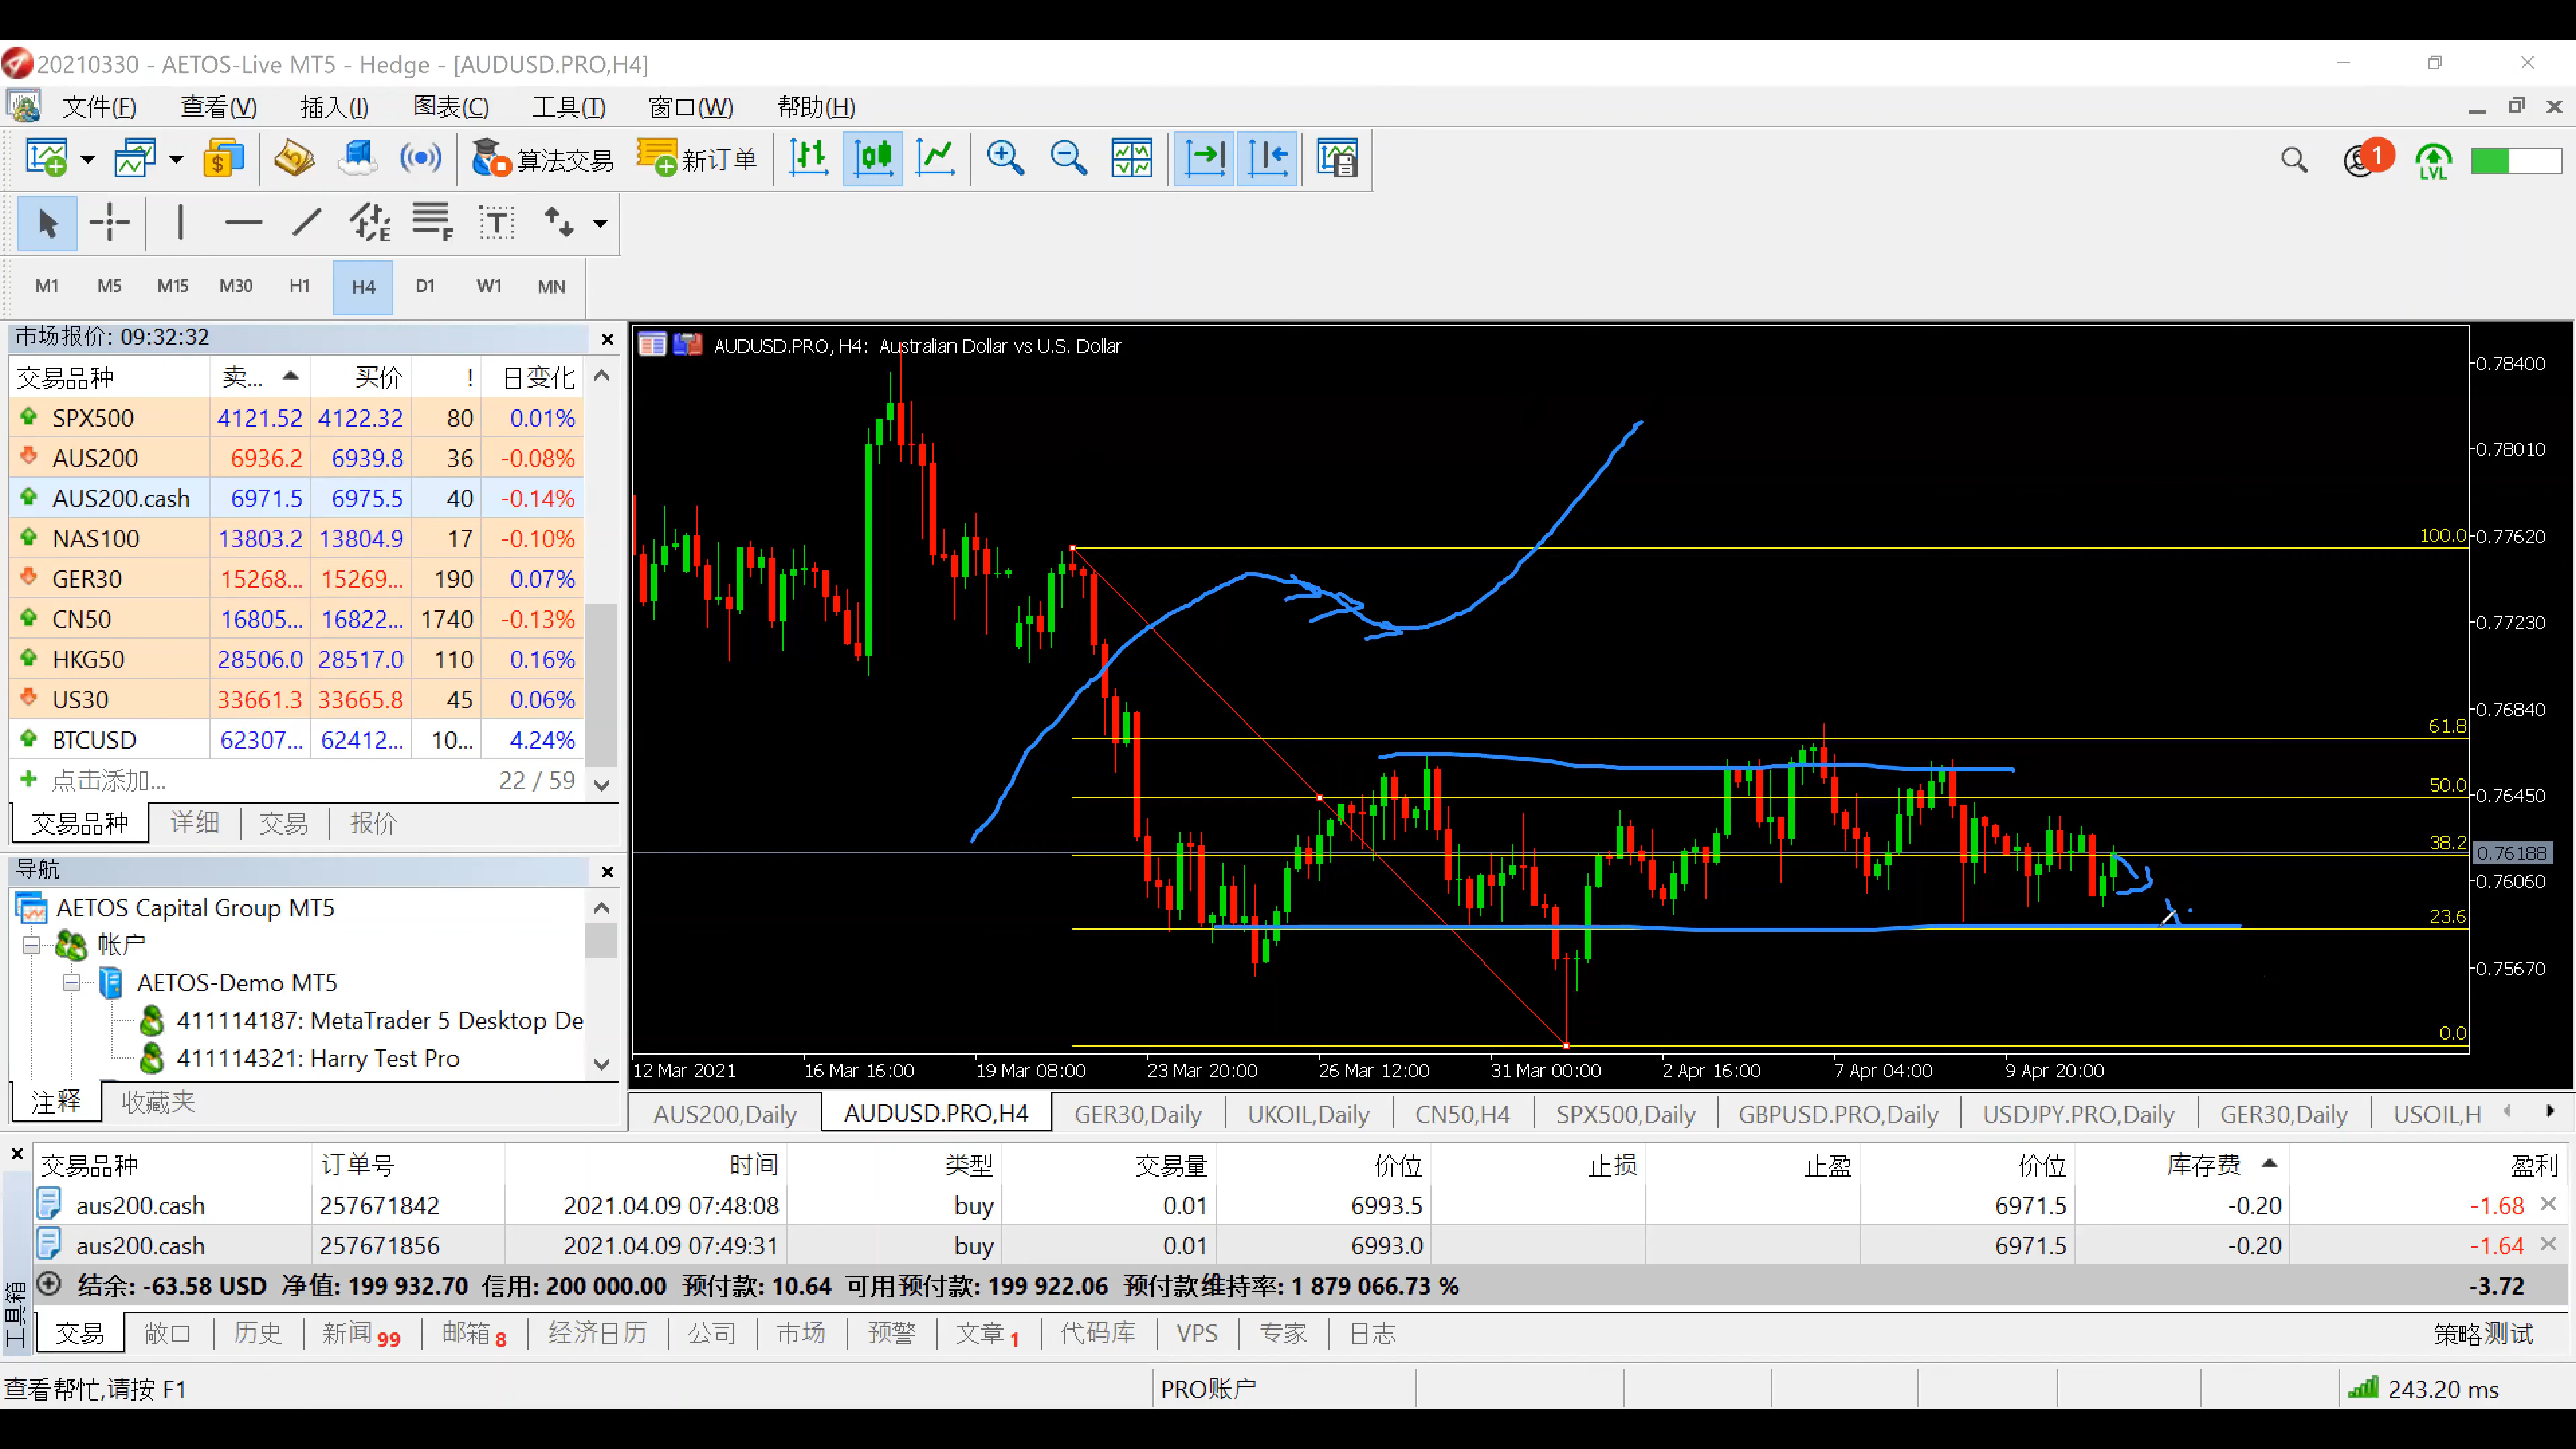 20210330 - AETOS-Live MT5 - Hedge - [AUDUSD.PRO,H4]
文件(F) 查看(V) 插入(I) 图表(C) 工具(T) 窗口(W) 帮助(H)
算法交易 新订单 1 LVL
E F T
M1 M5 M15 M30 H1 H4 D1 W1 MN
市场报价: 09:32:32
交易品种 卖... 买价 ! 日变化
SPX500 4121.52 4122.32 80 0.01%
AUS200 6936.2 6939.8 36 -0.08%
AUS200.cash 6971.5 6975.5 40 -0.14%
NAS100 13803.2 13804.9 17 -0.10%
GER30 15268... 15269... 190 0.07%
CN50 16805... 16822... 1740 -0.13%
HKG50 28506.0 28517.0 110 0.16%
US30 33661.3 33665.8 45 0.06%
BTCUSD 62307... 62412... 10... 4.24%
点击添加... 22 / 59
交易品种 详细 交易 报价
导航
AETOS Capital Group MT5
帐户
AETOS-Demo MT5
411114187: MetaTrader 5 Desktop De
411114321: Harry Test Pro
注释 收藏夹
AUDUSD.PRO, H4: Australian Dollar vs U.S. Dollar
0.78400
0.78010
100.0 0.77620
0.77230
0.76840
61.8
50.0
0.76450
38.2
0.76188
0.76060
23.6
0.75670
0.0
12 Mar 2021 16 Mar 16:00 19 Mar 08:00 23 Mar 20:00 26 Mar 12:00 31 Mar 00:00 2 Apr 16:00 7 Apr 04:00 9 Apr 20:00
AUS200,Daily AUDUSD.PRO,H4 GER30,Daily UKOIL,Daily CN50,H4 SPX500,Daily GBPUSD.PRO,Daily USDJPY.PRO,Daily GER30,Daily USOIL,H
交易品种 订单号 时间 类型 交易量 价位 止损 止盈 价位 库存费 盈利
aus200.cash 257671842 2021.04.09 07:48:08 buy 0.01 6993.5 6971.5 -0.20 -1.68
aus200.cash 257671856 2021.04.09 07:49:31 buy 0.01 6993.0 6971.5 -0.20 -1.64
结余: -63.58 USD 净值: 199 932.70 信用: 200 000.00 预付款: 10.64 可用预付款: 199 922.06 预付款维持率: 1 879 066.73 % -3.72
工具箱
交易 敞口 历史 新闻 99 邮箱 8 经济日历 公司 市场 预警 文章 1 代码库 VPS 专家 日志 策略测试
查看帮忙,请按 F1 PRO账户 243.20 ms